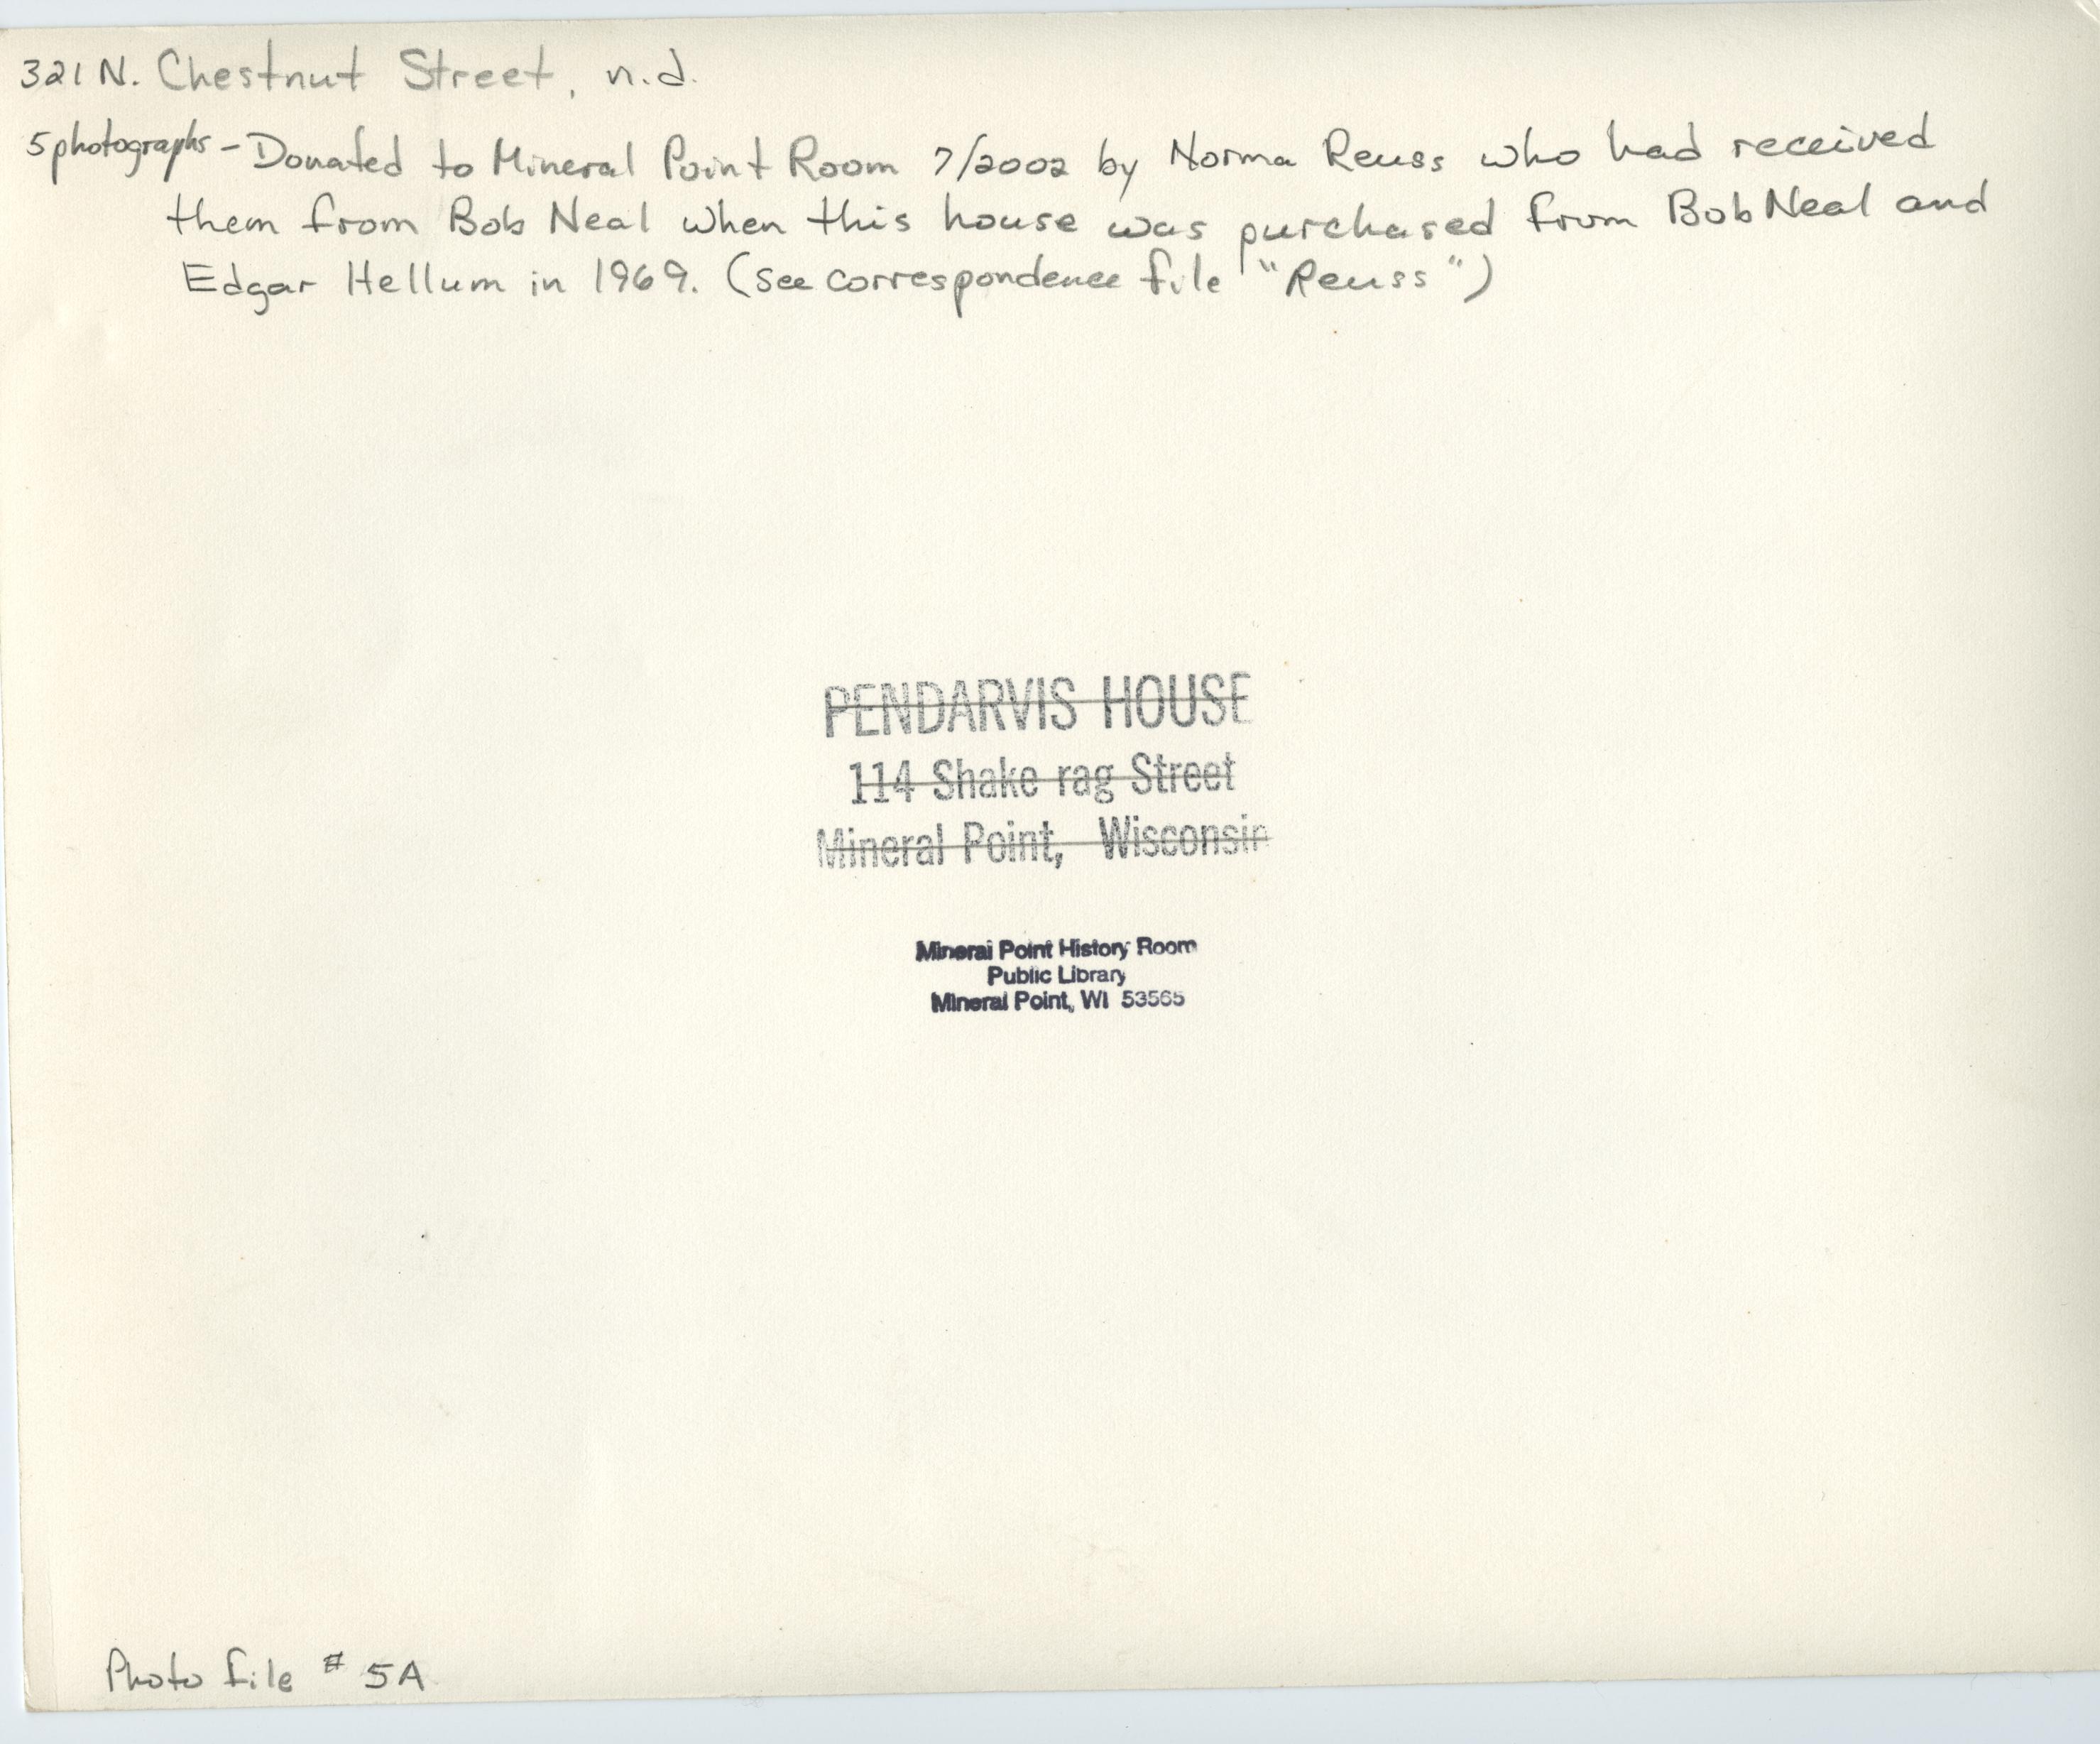 321 N. Chestnut Street, n.d.
5 photographs - Donated to Mineral Point Room 7/2002 by Norma Reuss who had received
them from Bob Neal when this house was purchased from Bob Neal and
Edgar Hellum in 1969. (See correspondence file "Reuss")
PENDARVIS HOUSE
114 Shake rag Street
Mineral Point, Wisconsin
Mineral Point History Room
Public Library
Mineral Point, WI 53565
Photo file # 5A